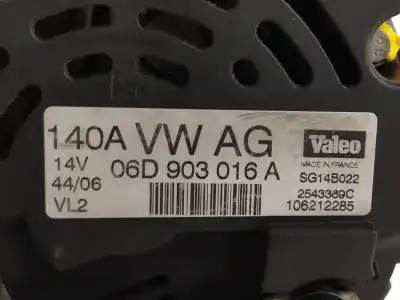 140A VW AG
14V 06D 903 016 A
44/06
VL2
Valeo
MADE IN FRANCE
SG14B022
2543369C
106212285